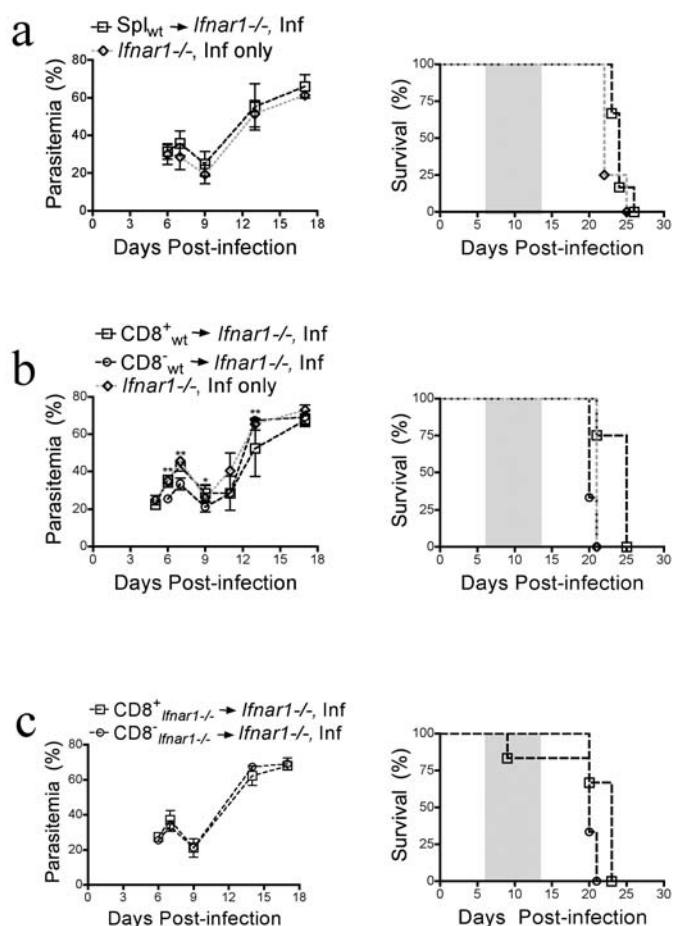 a
Spl_wt → Ifnar1-/-, Inf
Ifnar1-/-, Inf only
Parasitemia (%)
80
60
40
20
0
0 3 6 9 12 15 18
Days Post-infection
Survival (%)
100
75
50
25
0
0 5 10 15 20 25 30
Days Post-infection
b
CD8+_wt → Ifnar1-/-, Inf
CD8-_wt → Ifnar1-/-, Inf
Ifnar1-/-, Inf only
Parasitemia (%)
80
60
40
20
0
** ** * **
0 3 6 9 12 15 18
Days Post-infection
Survival (%)
100
75
50
25
0
0 5 10 15 20 25 30
Days Post-infection
c
CD8+_Ifnar1-/- → Ifnar1-/-, Inf
CD8-_Ifnar1-/- → Ifnar1-/-, Inf
Parasitemia (%)
80
60
40
20
0
0 3 6 9 12 15 18
Days Post-infection
Survival (%)
100
75
50
25
0
0 5 10 15 20 25 30
Days Post-infection